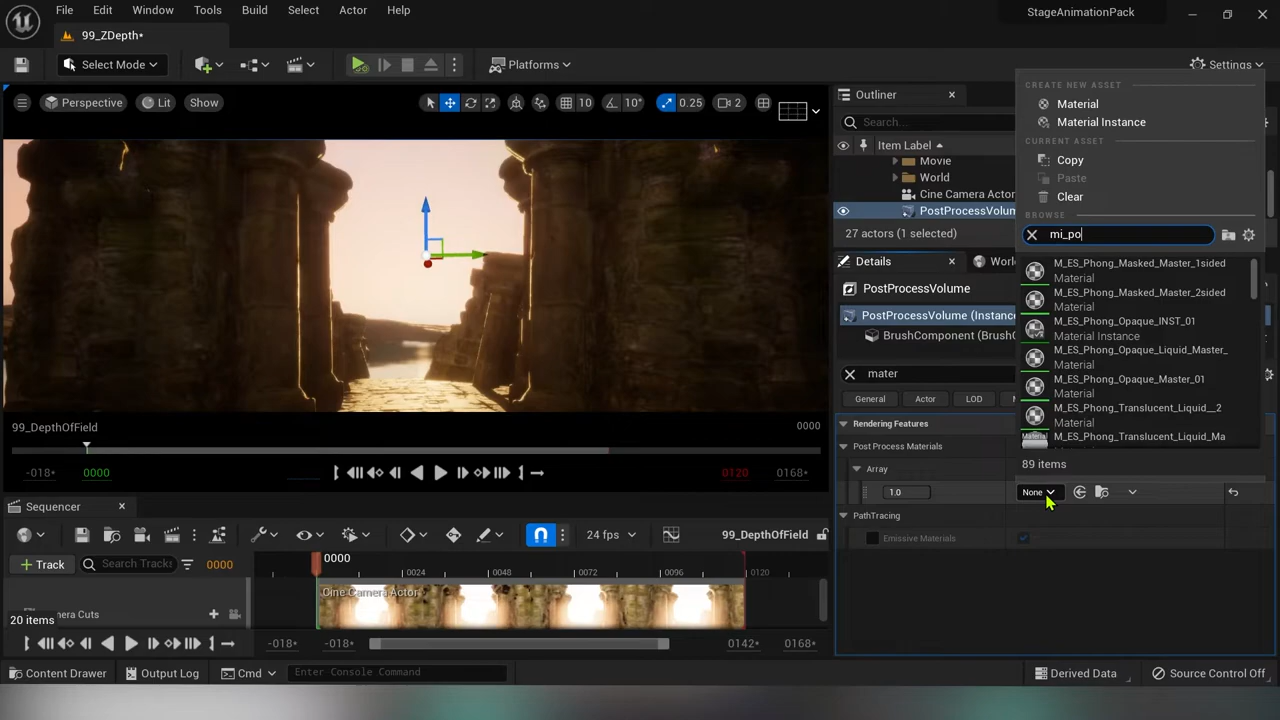 File Edit Window Tools Build Select Actor Help
StageAnimationPack
99_ZDepth*
Select Mode
Platforms
Settings
Perspective Lit Show
10 10° 0.25 2
Outliner
Search...
Item Label
Movie
World
Cine Camera Actor
PostProcessVolum
27 actors (1 selected)
Details
World
PostProcessVolume
PostProcessVolume (Instance
BrushComponent (BrushC
mater
General Actor LOD
Rendering Features
Post Process Materials
Array
1.0
None
PathTracing
Emissive Materials
CREATE NEW ASSET
Material
Material Instance
CURRENT ASSET
Copy
Paste
Clear
BROWSE
mi_po
M_ES_Phong_Masked_Master_1sided
Material
M_ES_Phong_Masked_Master_2sided
Material
M_ES_Phong_Opaque_INST_01
Material Instance
M_ES_Phong_Opaque_Liquid_Master_
Material
M_ES_Phong_Opaque_Master_01
Material
M_ES_Phong_Translucent_Liquid__2
Material
M_ES_Phong_Translucent_Liquid_Ma
89 items
99_DepthOfField
0000
-018* 0000 0120 0168*
Sequencer
24 fps
99_DepthOfField
Track
Search Tracks
0000
0000
0024 0048 0072 0096 0120
Cine Camera Actor
mera Cuts
20 items
-018* -018* 0142* 0168*
Content Drawer Output Log Cmd Enter Console Command
Derived Data Source Control Off